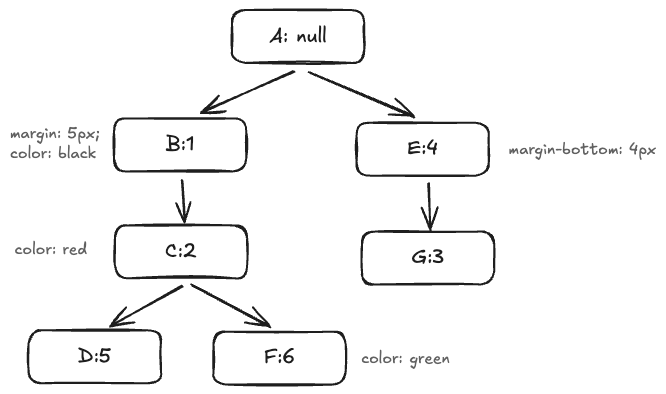 A: null
margin: 5px;
color: black
B:1
E:4
margin-bottom: 4px
color: red
C:2
G:3
D:5
F:6
color: green